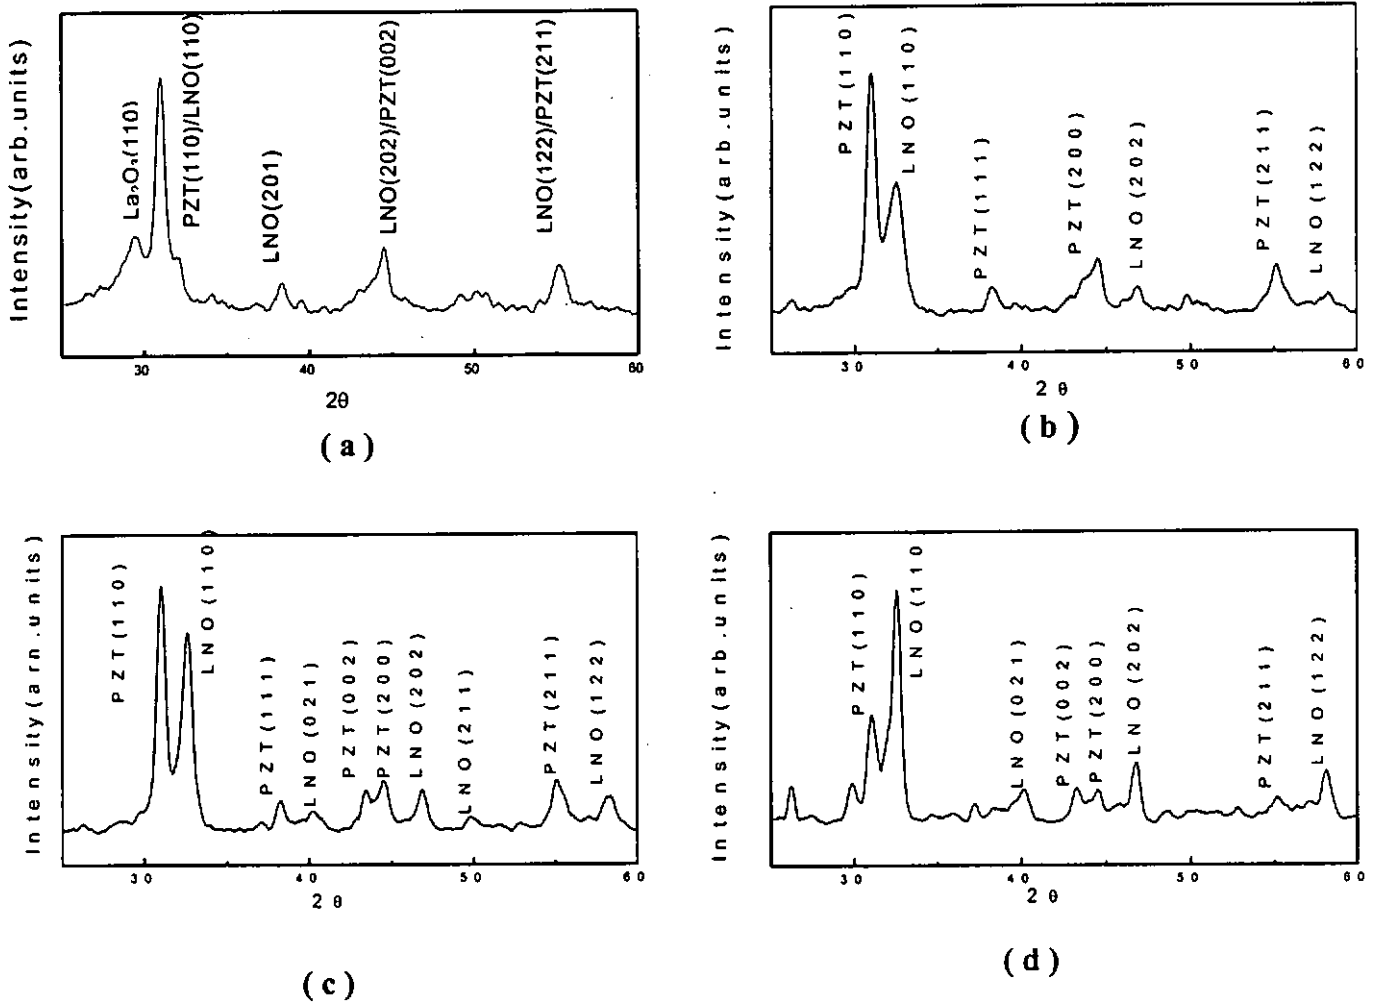 Intensity(arb.units)
La₂O₃(110)
PZT(110)/LNO(110)
LNO(201)
LNO(202)/PZT(002)
LNO(122)/PZT(211)
30 40 50 60
2θ
(a)
Intensity(arb.units)
PZT(110)
LNO(110)
PZT(111)
PZT(200)
LNO(202)
PZT(211)
LNO(122)
30 40 50 60
2 θ
(b)
Intensity(arn.units)
PZT(110)
LNO(110)
PZT(111)
LNO(021)
PZT(002)
PZT(200)
LNO(202)
LNO(211)
PZT(211)
LNO(122)
30 40 50 60
2 θ
(c)
Intensity(arb.units)
PZT(110)
LNO(110
LNO(021)
PZT(002)
PZT(200)
LNO(202)
PZT(211)
LNO(122)
30 40 50 60
2 θ
(d)